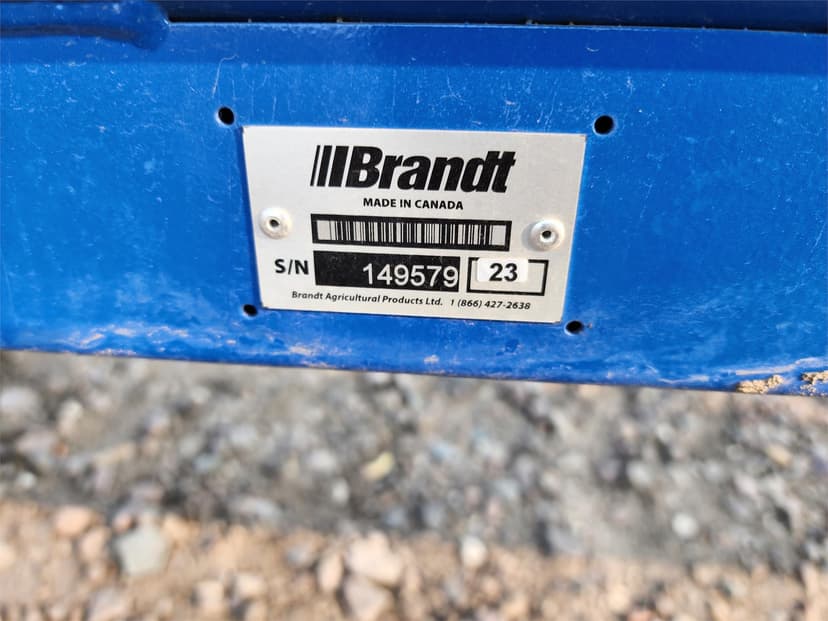 Brandt
MADE IN CANADA
S/N 149579 23
Brandt Agricultural Products Ltd. 1 (866) 427-2638